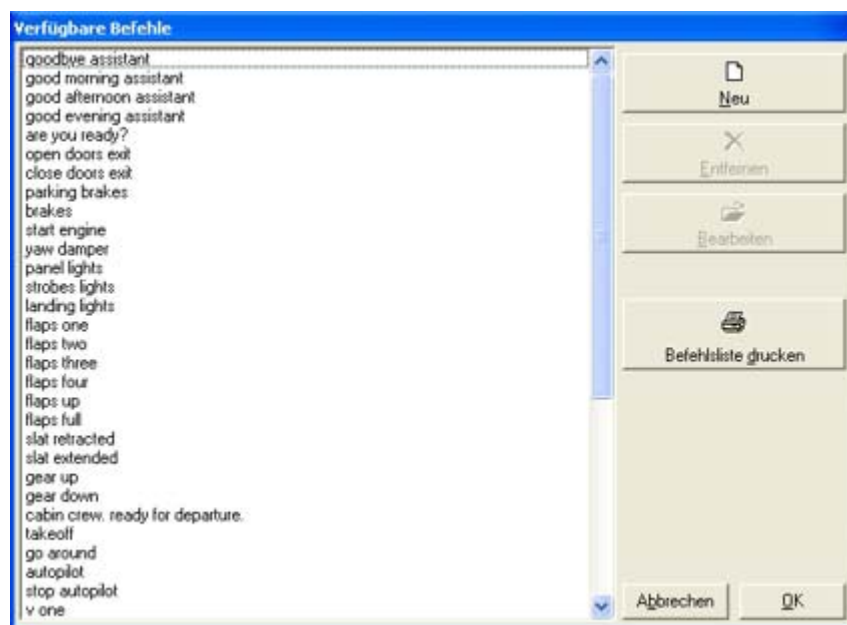 Verfügbare Befehle
goodbye assistant
good morning assistant
good afternoon assistant
good evening assistant
are you ready?
open doors exit
close doors exit
parking brakes
brakes
start engine
yaw damper
panel lights
strobes lights
landing lights
flaps one
flaps two
flaps three
flaps four
flaps up
flaps full
slat retracted
slat extended
gear up
gear down
cabin crew. ready for departure.
takeoff
go around
autopilot
stop autopilot
v one
Neu
Entfernen
Bearbeiten
Befehlsliste drucken
Abbrechen
OK